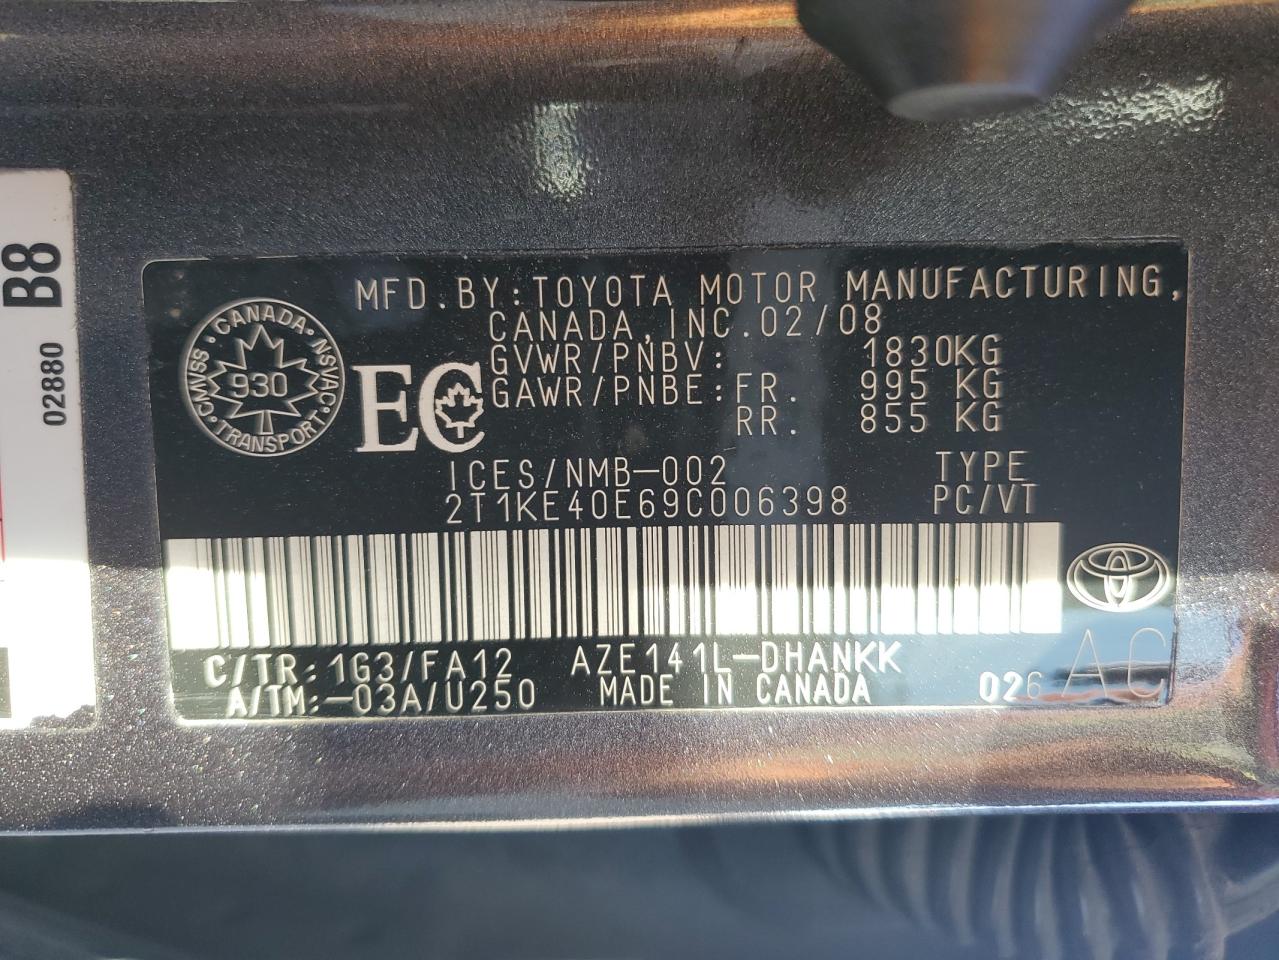 B8
02880
MFD.BY:TOYOTA MOTOR MANUFACTURING,
CANADA,INC.02/08
GVWR/PNBV: 1830KG
GAWR/PNBE:FR. 995 KG
RR. 855 KG
CANADA NSVAC TRANSPORT CMVSS
930
EC
ICES/NMB-002 TYPE
2T1KE40E69C006398 PC/VT
C/TR:1G3/FA12 AZE141L-DHANKK
A/TM:-03A/U250 MADE IN CANADA 026
AC